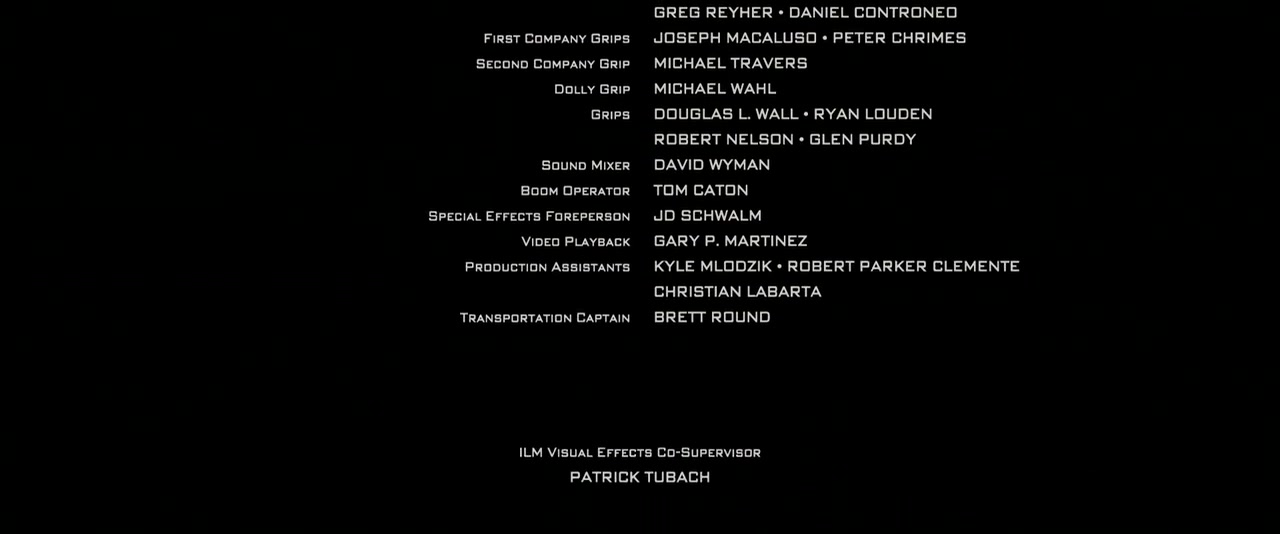 GREG REYHER • DANIEL CONTRONEO
First Company Grips JOSEPH MACALUSO • PETER CHRIMES
Second Company Grip MICHAEL TRAVERS
Dolly Grip MICHAEL WAHL
Grips DOUGLAS L. WALL • RYAN LOUDEN
ROBERT NELSON • GLEN PURDY
Sound Mixer DAVID WYMAN
Boom Operator TOM CATON
Special Effects Foreperson JD SCHWALM
Video Playback GARY P. MARTINEZ
Production Assistants KYLE MLODZIK • ROBERT PARKER CLEMENTE
CHRISTIAN LABARTA
Transportation Captain BRETT ROUND
ILM Visual Effects Co-Supervisor
PATRICK TUBACH